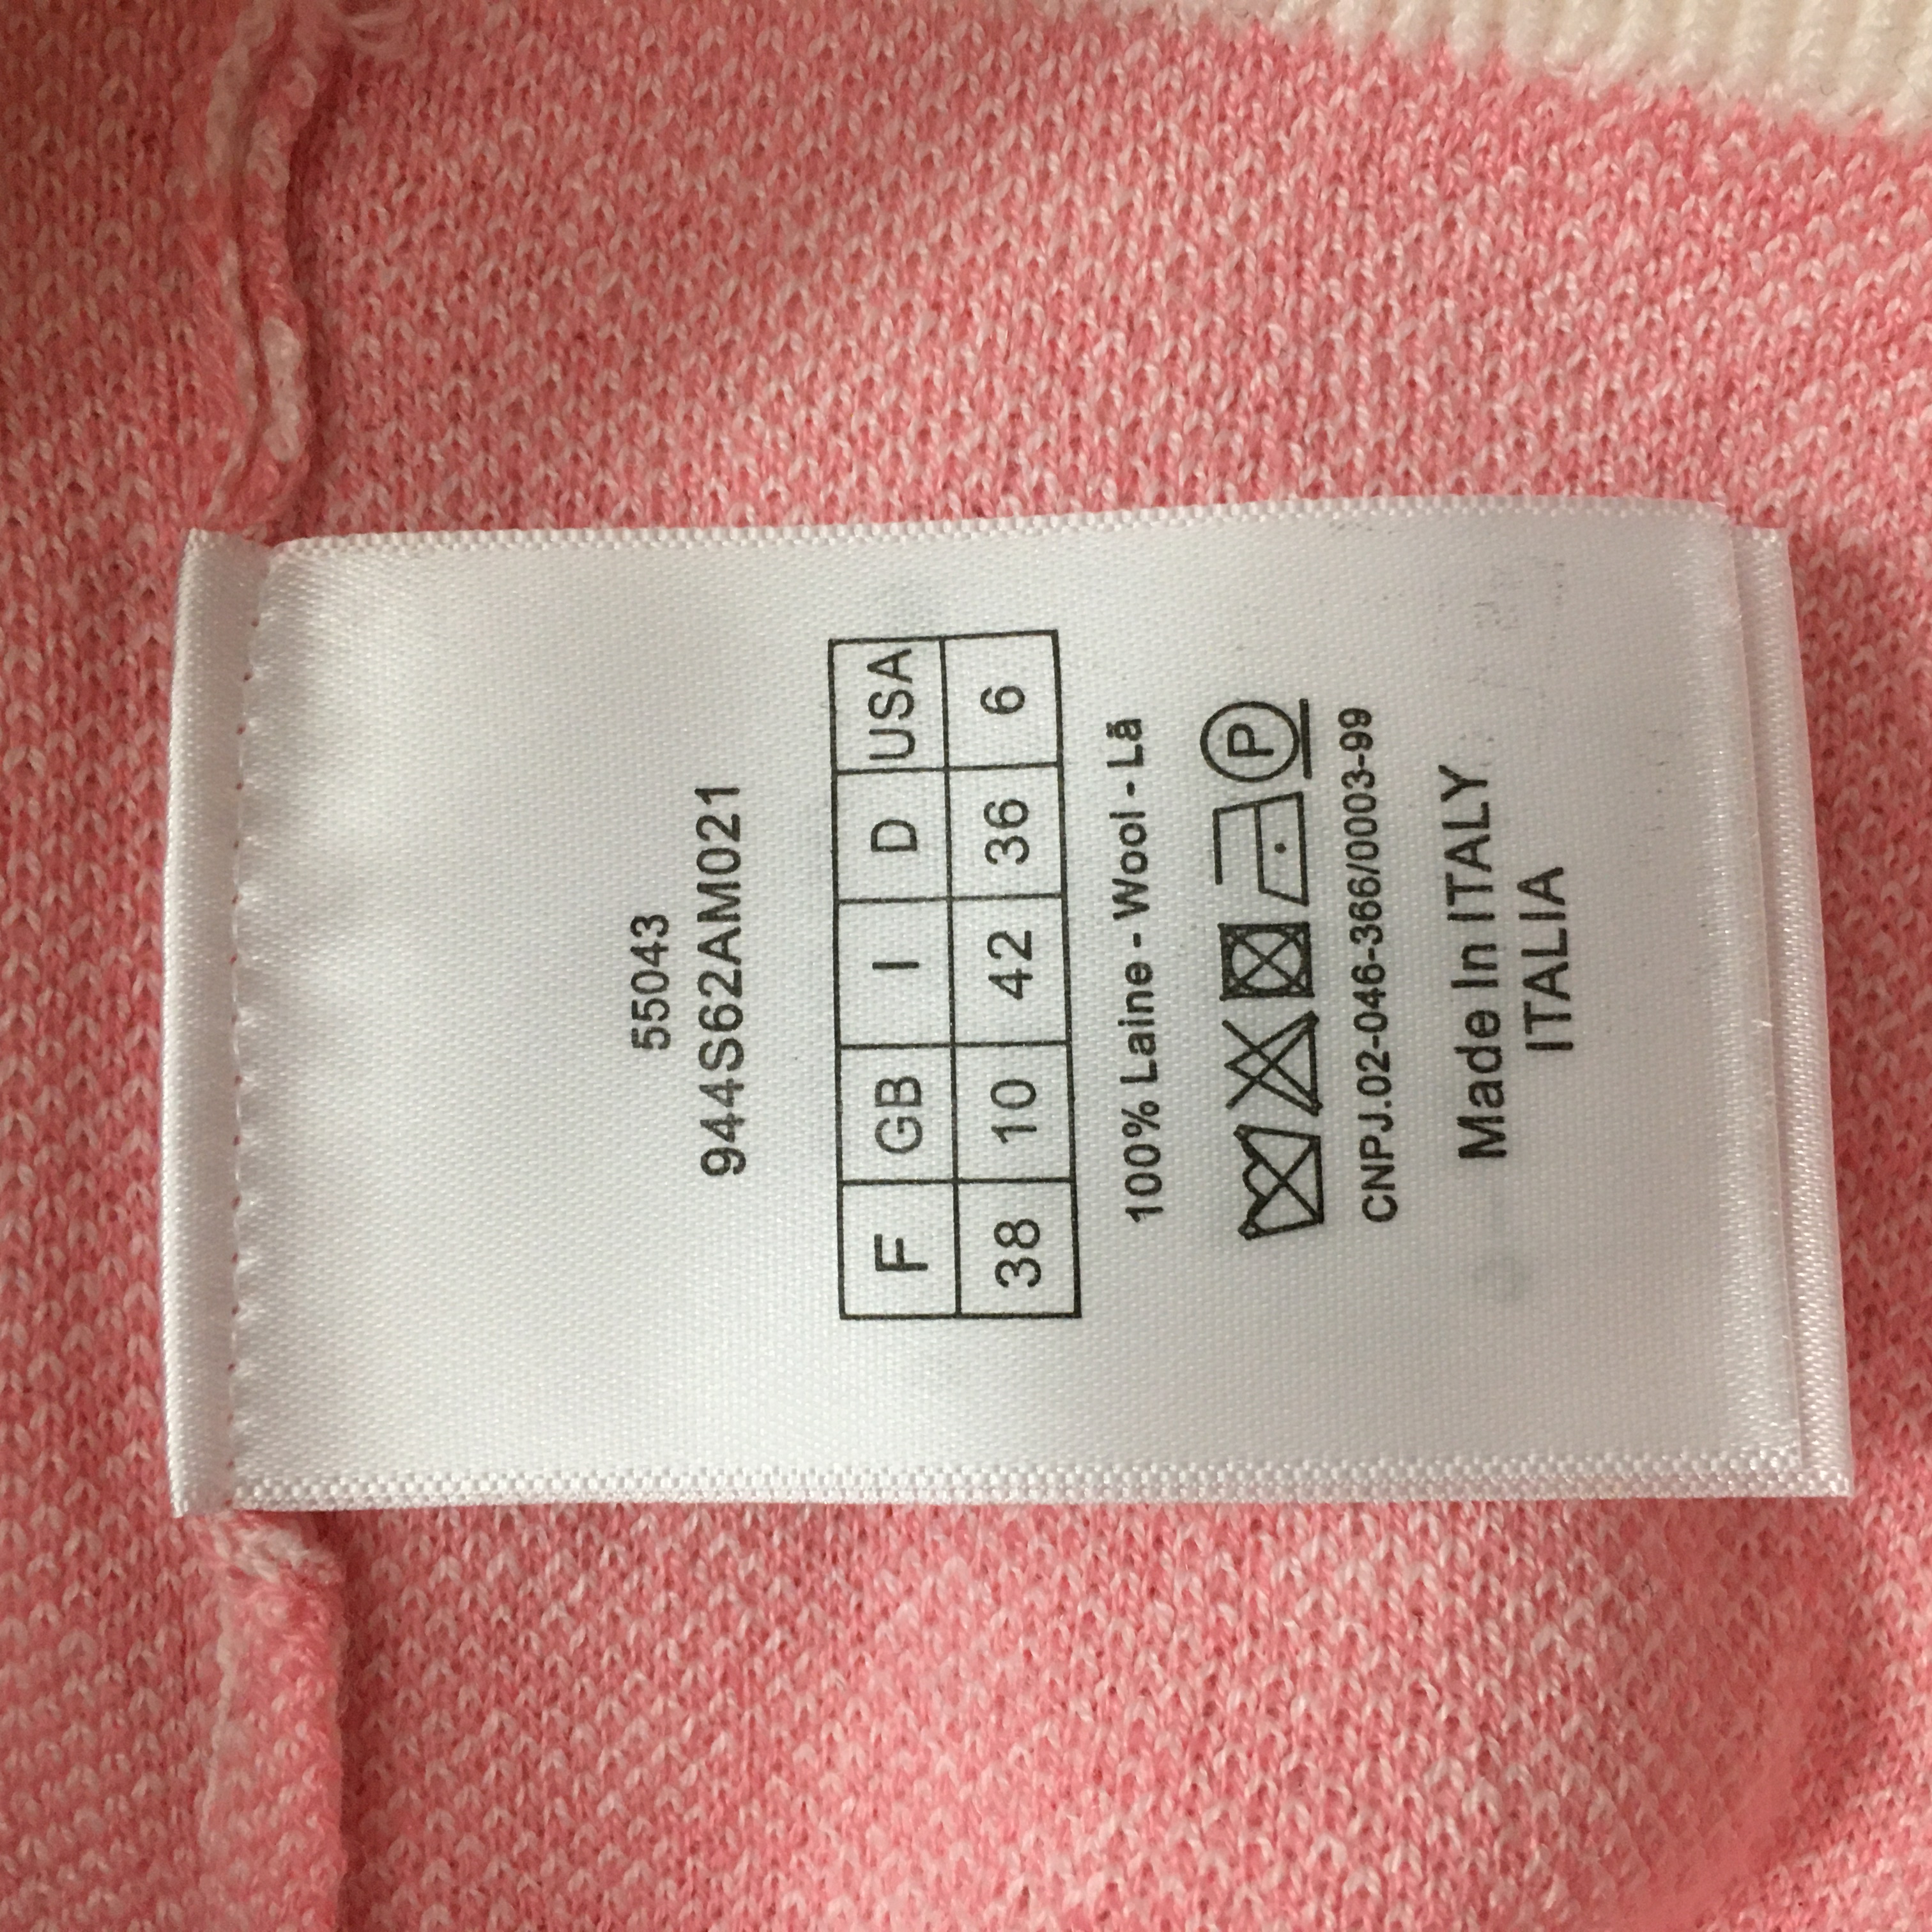 55043
944S62AM021
F GB I D USA
38 10 42 36 6
100% Laine - Wool - Lã
P
CNPJ.02-046-366/0003-99
Made In ITALY
ITALIA